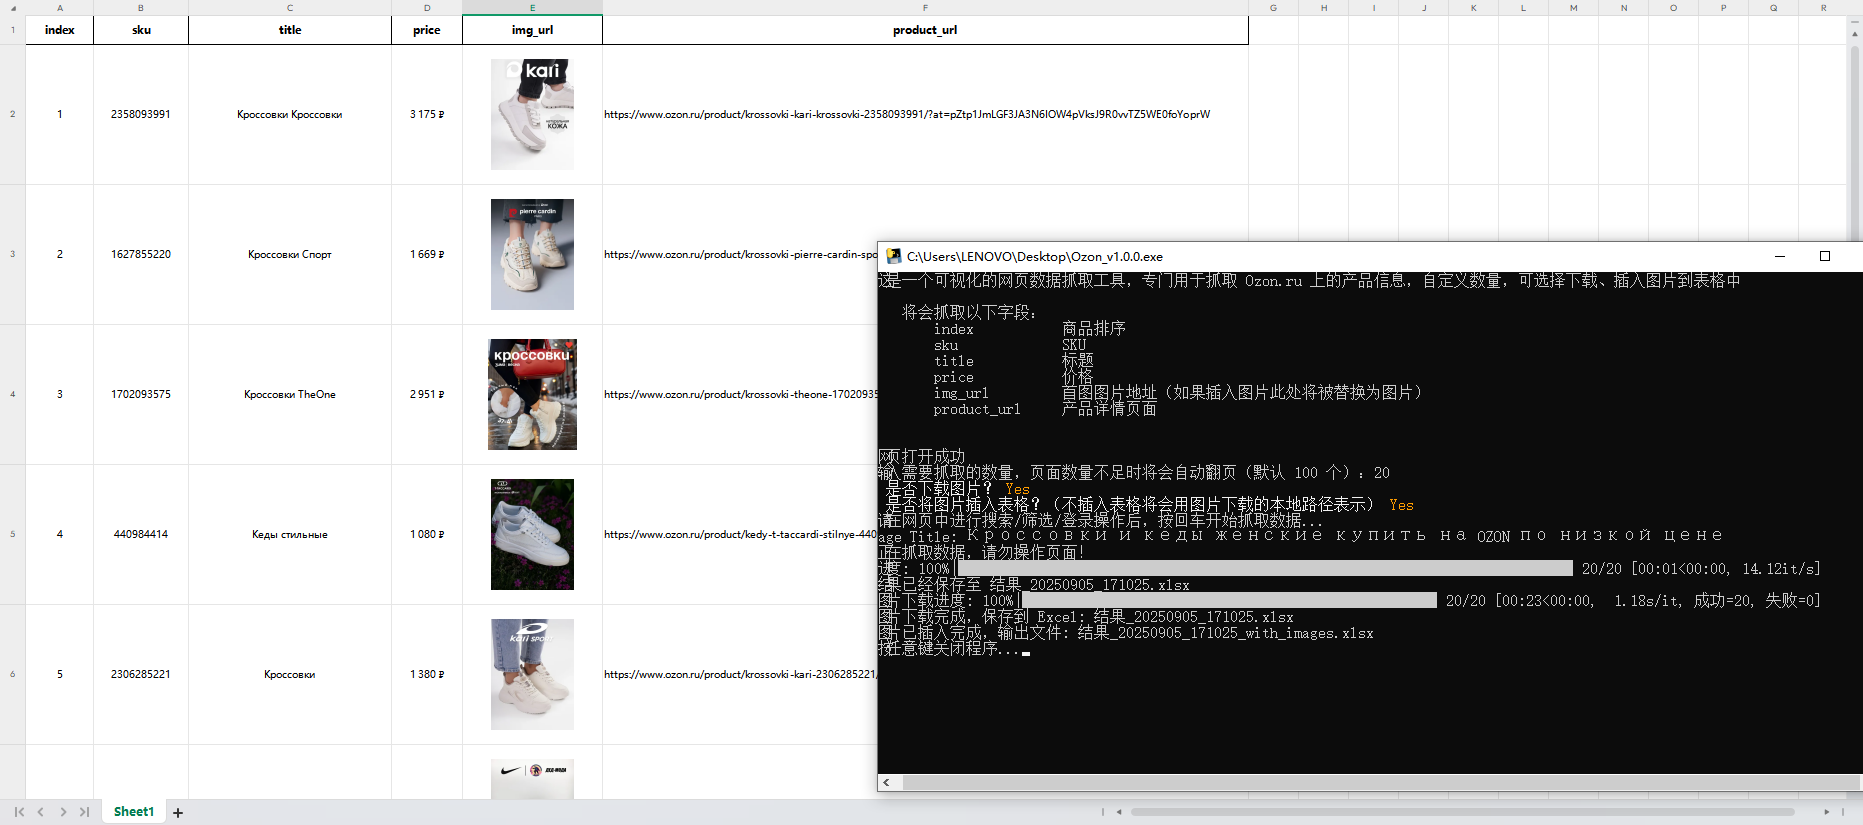 A B C D E F G H I J K L M N O P Q R
1 index sku title price img_url product_url
kari
натуральная
КОЖА
2 1 2358093991 Кроссовки Кроссовки 3 175 ₽ https://www.ozon.ru/product/krossovki-kari-krossovki-2358093991/?at=pZtp1JmLGF3JA3N6lOW4pVksJ9R0vvTZ5WE0foYoprW
pierre cardin
3 2 1627855220 Кроссовки Спорт 1 669 ₽ https://www.ozon.ru/product/krossovki-pierre-cardin-spo
кроссовки
4 3 1702093575 Кроссовки TheOne 2 951 ₽ https://www.ozon.ru/product/krossovki-theone-17020935
5 4 440984414 Кеды стильные 1 080 ₽ https://www.ozon.ru/product/kedy-t-taccardi-stilnye-440
kari SPORT
6 5 2306285221 Кроссовки 1 380 ₽ https://www.ozon.ru/product/krossovki-kari-2306285221/
Sheet1
C:\Users\LENOVO\Desktop\Ozon_v1.0.0.exe
这是一个可视化的网页数据抓取工具，专门用于抓取 Ozon.ru 上的产品信息，自定义数量，可选择下载、插入图片到表格中
将会抓取以下字段：
index 商品排序
sku SKU
title 标题
price 价格
img_url 首图图片地址（如果插入图片此处将被替换为图片）
product_url 产品详情页面
网页打开成功
输入需要抓取的数量，页面数量不足时将会自动翻页（默认 100 个）：20
是否下载图片？ Yes
是否将图片插入表格？（不插入表格将会用图片下载的本地路径表示） Yes
请在网页中进行搜索/筛选/登录操作后，按回车开始抓取数据...
age Title: Кроссовки и кеды женские купить на OZON по низкой цене
正在抓取数据，请勿操作页面！
进度: 100%| 20/20 [00:01<00:00, 14.12it/s]
结果已经保存至 结果_20250905_171025.xlsx
图片下载进度: 100%| 20/20 [00:23<00:00, 1.18s/it, 成功=20, 失败=0]
图片下载完成，保存到 Excel: 结果_20250905_171025.xlsx
图片已插入完成，输出文件: 结果_20250905_171025_with_images.xlsx
按任意键关闭程序...